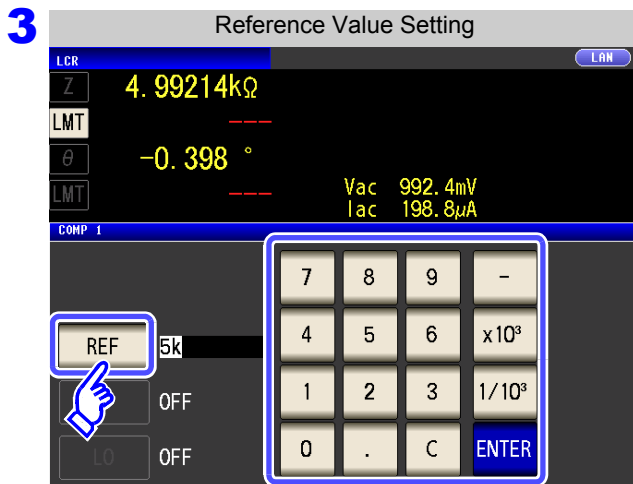 3
Reference Value Setting
LCR
LAN
Z 4.99214kΩ
LMT ---
θ -0.398 °
LMT ---
Vac 992.4mV
Iac 198.8μA
COMP 1
7 8 9 -
REF 5k
4 5 6 x10³
OFF
1 2 3 1/10³
LO OFF
0 . C ENTER